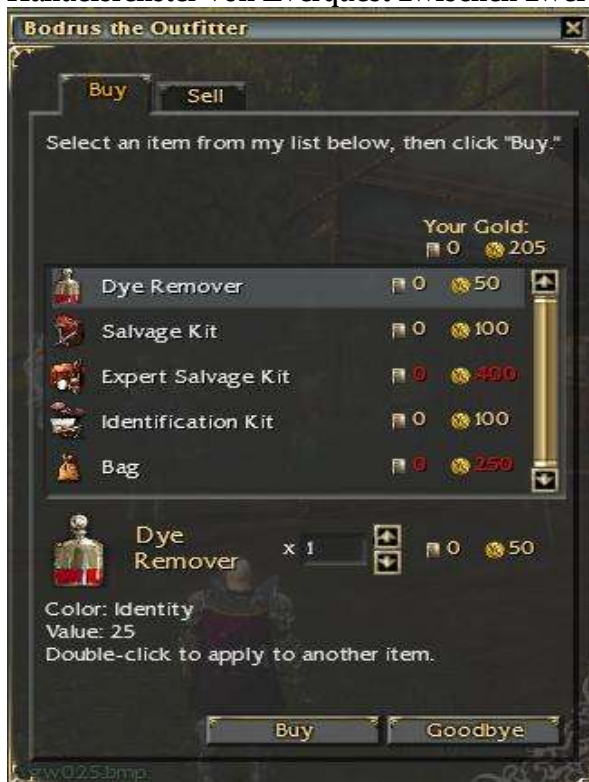 Bodrus the Outfitter
Buy Sell
Select an item from my list below, then click "Buy."
Your Gold:
0 205
Dye Remover 0 50
Salvage Kit 0 100
Expert Salvage Kit 0 400
Identification Kit 0 100
Bag 0 250
Dye
Remover x 1 0 50
Color: Identity
Value: 25
Double-click to apply to another item.
Buy Goodbye
gw025.bmp